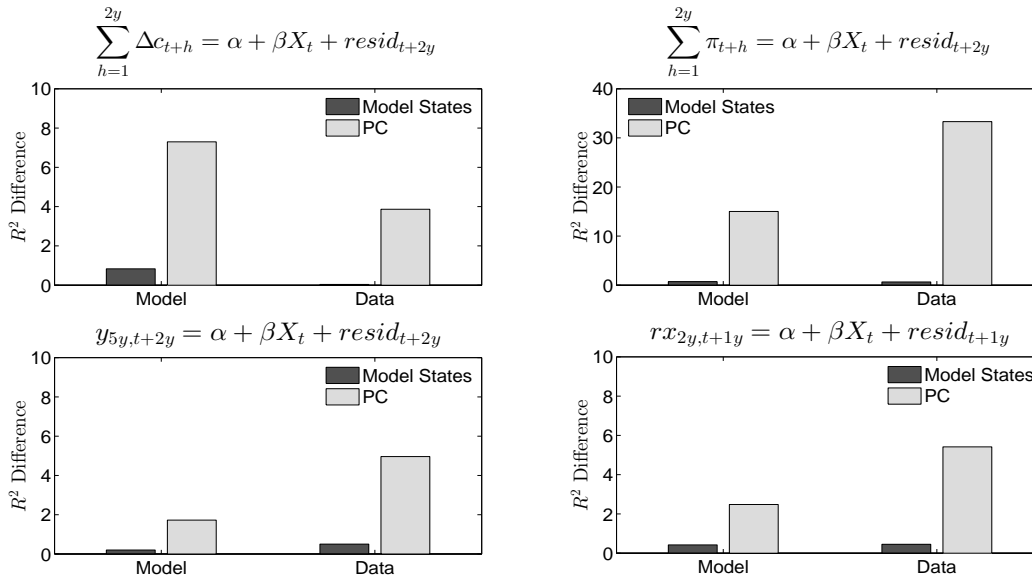 2y∑h=1 Δc_{t+h} = α + βX_t + resid_{t+2y}
10
8
6
4
2
0
R² Difference
Model States
PC
Model
Data
2y∑h=1 π_{t+h} = α + βX_t + resid_{t+2y}
40
30
20
10
0
R² Difference
Model States
PC
Model
Data
y_{5y,t+2y} = α + βX_t + resid_{t+2y}
10
8
6
4
2
0
R² Difference
Model States
PC
Model
Data
rx_{2y,t+1y} = α + βX_t + resid_{t+1y}
10
8
6
4
2
0
R² Difference
Model States
PC
Model
Data